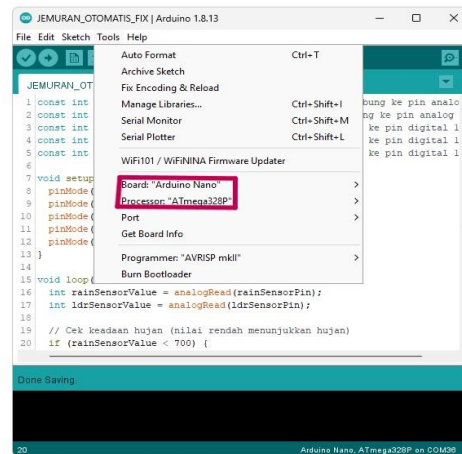 JEMURAN_OTOMATIS_FIX | Arduino 1.8.13
File Edit Sketch Tools Help
JEMURAN_OT
Auto Format Ctrl+T
Archive Sketch
Fix Encoding & Reload
Manage Libraries... Ctrl+Shift+I
Serial Monitor Ctrl+Shift+M
Serial Plotter Ctrl+Shift+L
WiFi101 / WiFiNINA Firmware Updater
Board: "Arduino Nano"
Processor: "ATmega328P"
Port
Get Board Info
Programmer: "AVRISP mkII"
Burn Bootloader
1 const int bung ke pin analo
2 const int ng ke pin analog
3 const int ke pin digital l
4 const int ke pin digital l
5 const int ke pin digital l
6
7 void setup
8 pinMode(
9 pinMode(
10 pinMode(
11 pinMode(
12 pinMode(
13 }
14
15 void loop(
16 int rainSensorValue = analogRead(rainSensorPin);
17 int ldrSensorValue = analogRead(ldrSensorPin);
18
19 // Cek keadaan hujan (nilai rendah menunjukkan hujan)
20 if (rainSensorValue < 700) {
Done Saving.
20 Arduino Nano, ATmega328P on COM36